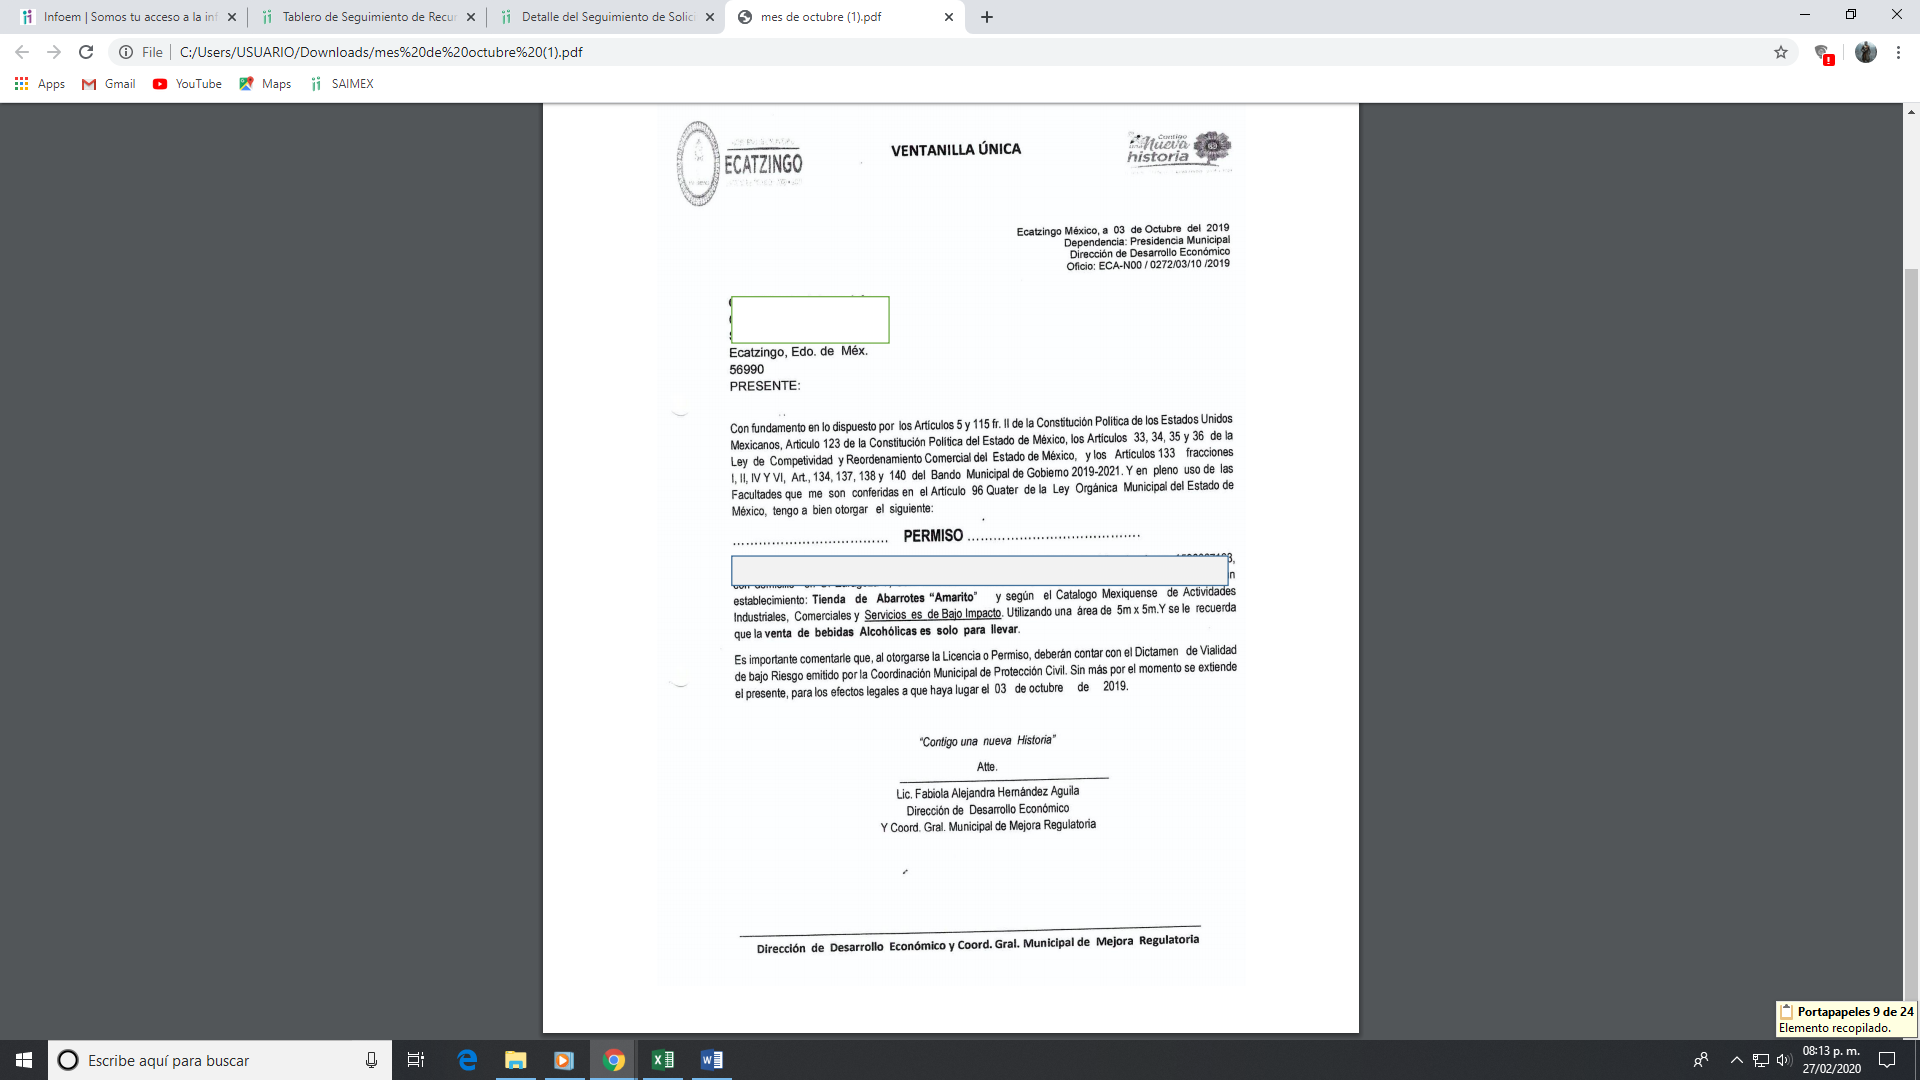 Infoem | Somos tu acceso a la inf
Tablero de Seguimiento de Recur
Detalle del Seguimiento de Solici
mes de octubre (1).pdf
File
C:/Users/USUARIO/Downloads/mes%20de%20octubre%20(1).pdf
Apps
Gmail
YouTube
Maps
SAIMEX
ECATZINGO
VENTANILLA ÚNICA
Contigo
una Nueva
historia
Ecatzingo México, a 03 de Octubre del 2019
Dependencia: Presidencia Municipal
Dirección de Desarrollo Económico
Oficio: ECA-N00 / 0272/03/10 /2019
Ecatzingo, Edo. de Méx.
56990
PRESENTE:
Con fundamento en lo dispuesto por los Artículos 5 y 115 fr. II de la Constitución Política de los Estados Unidos
Mexicanos, Articulo 123 de la Constitución Política del Estado de México, los Artículos 33, 34, 35 y 36 de la
Ley de Competividad y Reordenamiento Comercial del Estado de México, y los Artículos 133 fracciones
I, II, IV Y VI, Art., 134, 137, 138 y 140 del Bando Municipal de Gobierno 2019-2021. Y en pleno uso de las
Facultades que me son conferidas en el Artículo 96 Quater de la Ley Orgánica Municipal del Estado de
México, tengo a bien otorgar el siguiente:
.................................... PERMISO ........................................
establecimiento: Tienda de Abarrotes “Amarito” y según el Catalogo Mexiquense de Actividades
Industriales, Comerciales y Servicios es de Bajo Impacto. Utilizando una área de 5m x 5m.Y se le recuerda
que la venta de bebidas Alcohólicas es solo para llevar.
Es importante comentarle que, al otorgarse la Licencia o Permiso, deberán contar con el Dictamen de Vialidad
de bajo Riesgo emitido por la Coordinación Municipal de Protección Civil. Sin más por el momento se extiende
el presente, para los efectos legales a que haya lugar el 03 de octubre de 2019.
“Contigo una nueva Historia”
Atte.
Lic. Fabiola Alejandra Hernández Aguila
Dirección de Desarrollo Económico
Y Coord. Gral. Municipal de Mejora Regulatoria
Dirección de Desarrollo Económico y Coord. Gral. Municipal de Mejora Regulatoria
Portapapeles 9 de 24
Elemento recopilado.
Escribe aquí para buscar
08:13 p. m.
27/02/2020